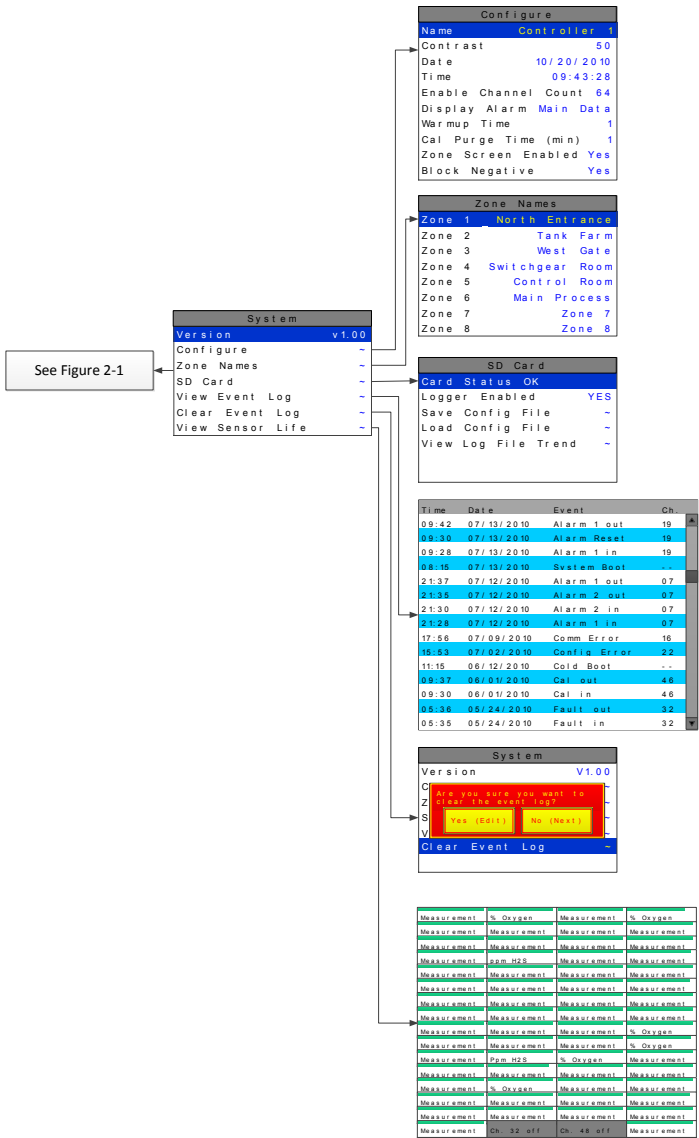 Configure
Name Controller 1
Contrast 50
Date 10/20/2010
Time 09:43:28
Enable Channel Count 64
Display Alarm Main Data
Warmup Time 1
Cal Purge Time (min) 1
Zone Screen Enabled Yes
Block Negative Yes
Zone Names
Zone 1 _North Entrance
Zone 2 Tank Farm
Zone 3 West Gate
Zone 4 Switchgear Room
Zone 5 Control Room
Zone 6 Main Process
Zone 7 Zone 7
Zone 8 Zone 8
See Figure 2-1
System
Version v1.00
Configure ~
Zone Names ~
SD Card ~
View Event Log ~
Clear Event Log ~
View Sensor Life ~
SD Card
Card Status OK
Logger Enabled YES
Save Config File ~
Load Config File ~
View Log File Trend ~
Time Date Event Ch.
09:42 07/13/2010 Alarm 1 out 19
09:30 07/13/2010 Alarm Reset 19
09:28 07/13/2010 Alarm 1 in 19
08:15 07/13/2010 System Boot --
21:37 07/12/2010 Alarm 1 out 07
21:35 07/12/2010 Alarm 2 out 07
21:30 07/12/2010 Alarm 2 in 07
21:28 07/12/2010 Alarm 1 in 07
17:56 07/09/2010 Comm Error 16
15:53 07/02/2010 Config Error 22
11:15 06/12/2010 Cold Boot --
09:37 06/01/2010 Cal out 46
09:30 06/01/2010 Cal in 46
05:36 05/24/2010 Fault out 32
05:35 05/24/2010 Fault in 32
System
Version V1.00
C ~
Z ~
S ~
V ~
Are you sure you want to
clear the event log?
Yes (Edit) No (Next)
Clear Event Log ~
Measurement % Oxygen Measurement % Oxygen
Measurement Measurement Measurement Measurement
Measurement Measurement Measurement Measurement
Measurement ppm H2S Measurement Measurement
Measurement Measurement Measurement Measurement
Measurement Measurement Measurement Measurement
Measurement Measurement Measurement Measurement
Measurement Measurement Measurement Measurement
Measurement Measurement Measurement % Oxygen
Measurement Measurement Measurement % Oxygen
Measurement Ppm H2S % Oxygen Measurement
Measurement Measurement Measurement Measurement
Measurement % Oxygen Measurement Measurement
Measurement Measurement Measurement Measurement
Measurement Measurement Measurement Measurement
Measurement Ch. 32 off Ch. 48 off Measurement